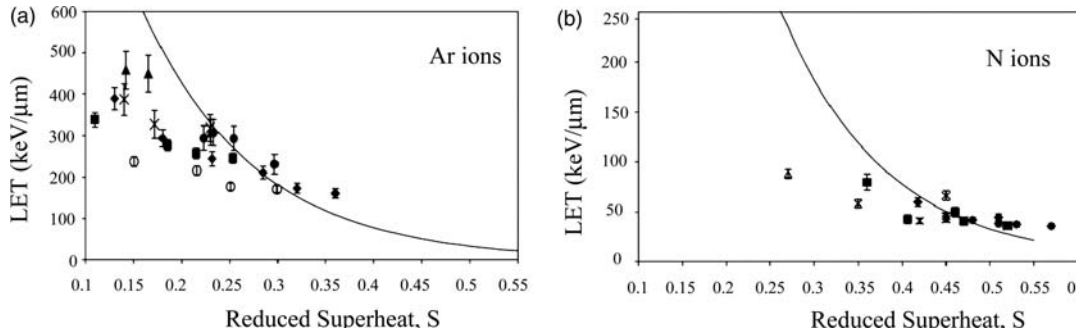 (a)
600
500
400
300
200
100
0
LET (keV/µm)
Ar ions
0.1 0.15 0.2 0.25 0.3 0.35 0.4 0.45 0.5 0.55
Reduced Superheat, S
(b)
250
200
150
100
50
0
LET (keV/µm)
N ions
0.1 0.15 0.2 0.25 0.3 0.35 0.4 0.45 0.5 0.55
Reduced Superheat, S